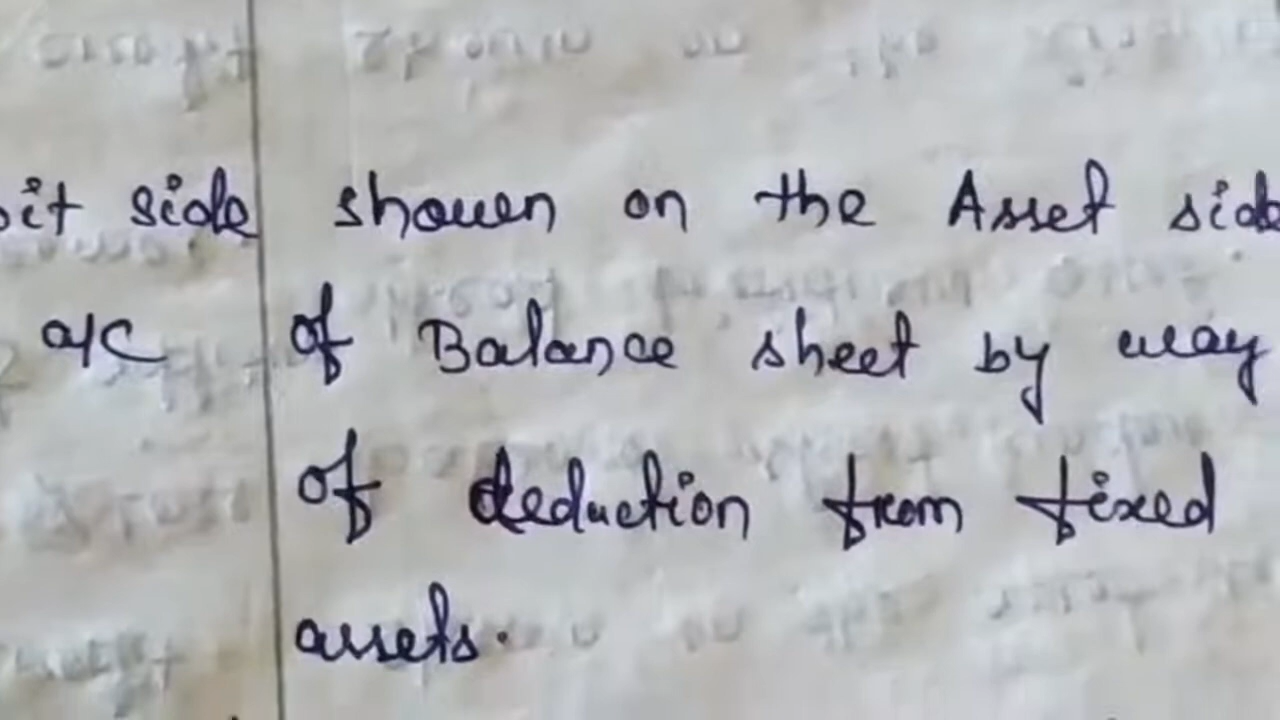 side shown on the Asset side
a/c of Balance sheet by way
of deduction from fixed
assets.